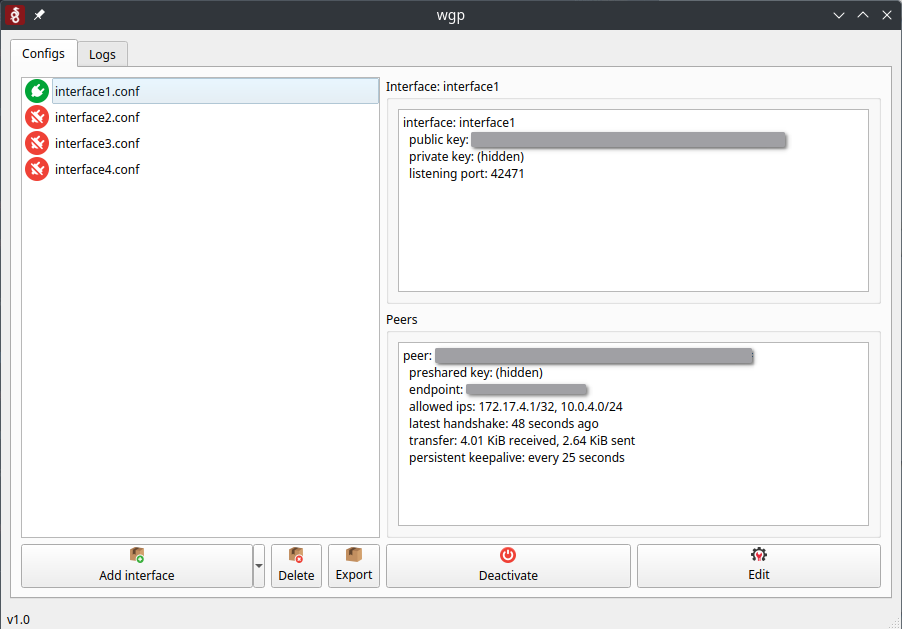 wgp
Configs
Logs
interface1.conf
interface2.conf
interface3.conf
interface4.conf
Interface: interface1
interface: interface1
public key:
private key: (hidden)
listening port: 42471
Peers
peer:
preshared key: (hidden)
endpoint:
allowed ips: 172.17.4.1/32, 10.0.4.0/24
latest handshake: 48 seconds ago
transfer: 4.01 KiB received, 2.64 KiB sent
persistent keepalive: every 25 seconds
Add interface
Delete
Export
Deactivate
Edit
v1.0